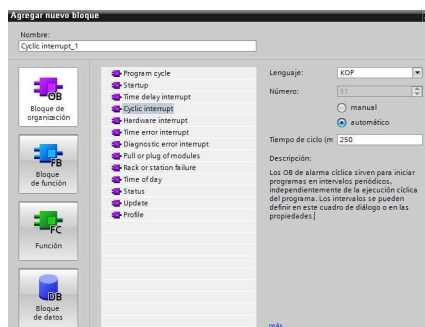 Agregar nuevo bloque
Nombre:
Cyclic interrupt_1
OB
Bloque de
organización
FB
Bloque
de función
FC
Función
DB
Bloque
de datos
Program cycle
Startup
Time delay interrupt
Cyclic interrupt
Hardware interrupt
Time error interrupt
Diagnostic error interrupt
Pull or plug of modules
Rack or station failure
Time of day
Status
Update
Profile
Lenguaje: KOP
Número: 31
manual
automático
Tiempo de ciclo (m 250
Descripción:
Los OB de alarma cíclica sirven para iniciar
programas en intervalos periódicos,
independientemente de la ejecución cíclica
del programa. Los intervalos se pueden
definir en este cuadro de diálogo o en las
propiedades.
más